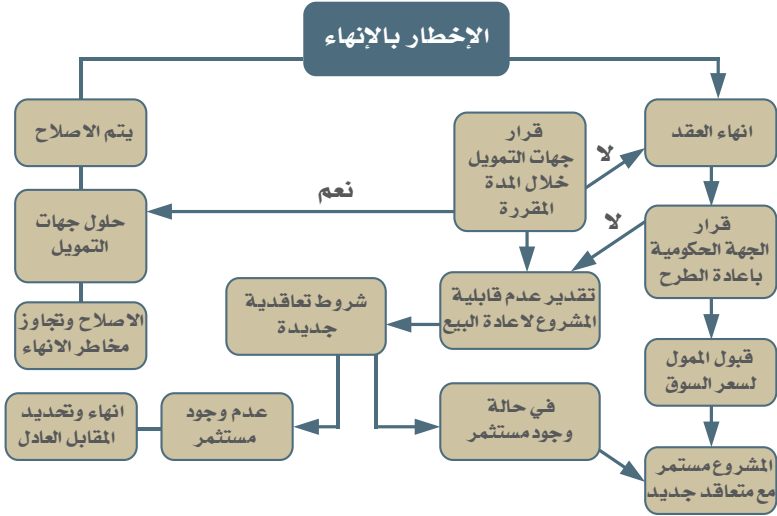 الإخطار بالإنهاء
انهاء العقد
قرار
جهات التمويل
خلال المدة
المقررة
يتم الاصلاح
لا
نعم
حلول جهات
التمويل
قرار
الجهة الحكومية
باعادة الطرح
لا
تقدير عدم قابلية
المشروع لاعادة البيع
شروط تعاقدية
جديدة
الاصلاح وتجاوز
مخاطر الانهاء
قبول الممول
لسعر السوق
في حالة
وجود مستثمر
عدم وجود
مستثمر
انهاء وتحديد
المقابل العادل
المشروع مستمر
مع متعاقد جديد